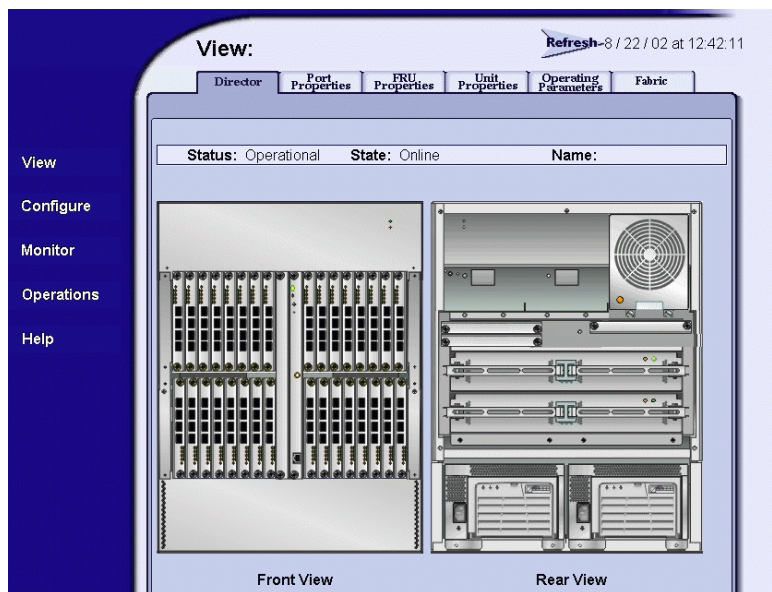 View:
Refresh-8 / 22 / 02 at 12:42:11
Director
Port Properties
FRU Properties
Unit Properties
Operating Parameters
Fabric
Status: Operational State: Online Name:
View
Configure
Monitor
Operations
Help
Front View
Rear View